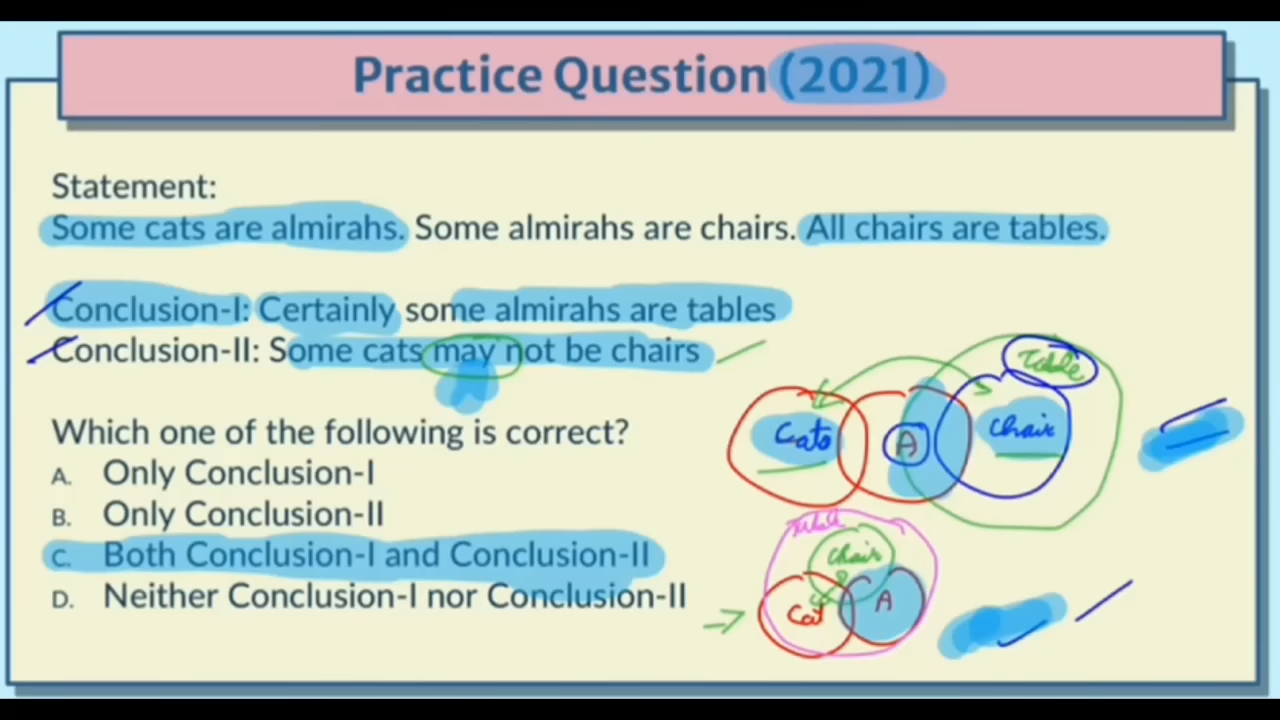 Practice Question (2021)
Statement:
Some cats are almirahs. Some almirahs are chairs. All chairs are tables.
Conclusion-I: Certainly some almirahs are tables
Conclusion-II: Some cats may not be chairs
Which one of the following is correct?
A. Only Conclusion-I
B. Only Conclusion-II
C. Both Conclusion-I and Conclusion-II
D. Neither Conclusion-I nor Conclusion-II
Table
Cats A Chair
Chair
Cat A